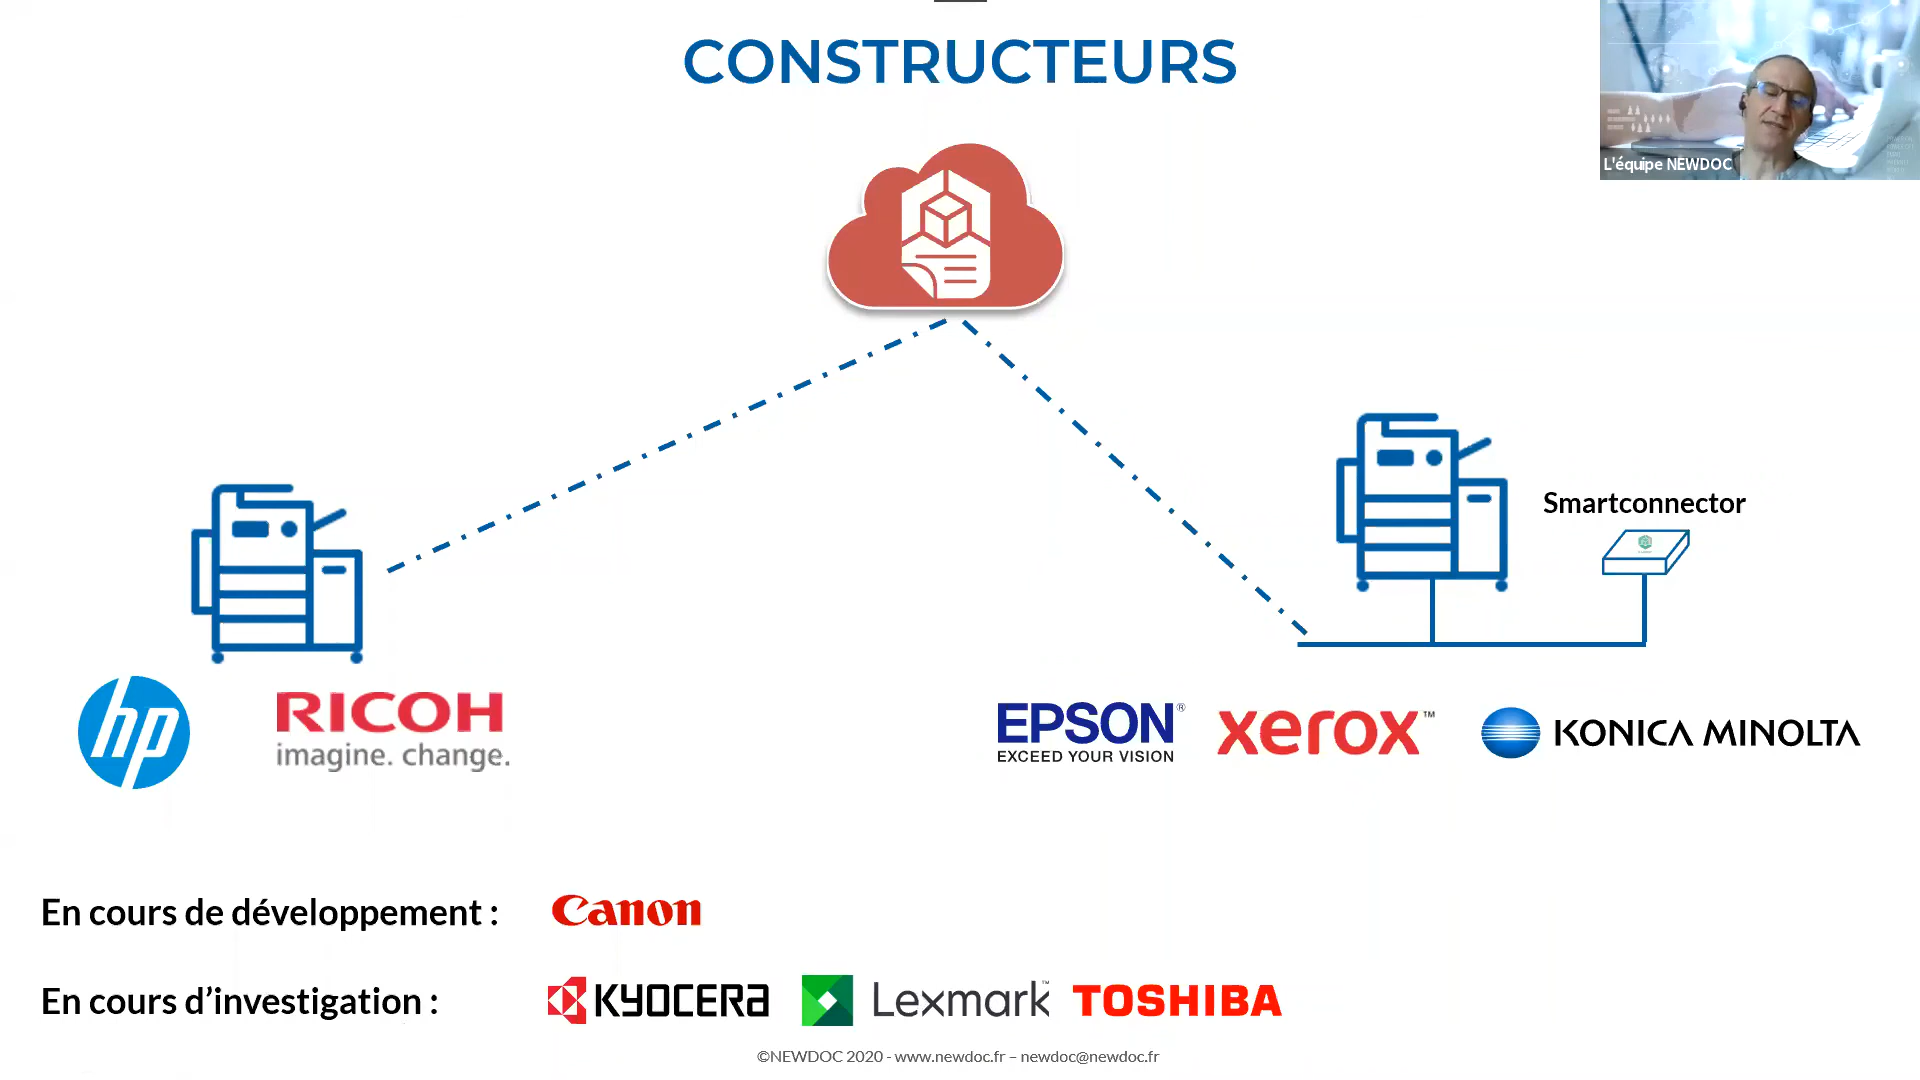 CONSTRUCTEURS
L'équipe NEWDOC
Smartconnector
hp
RICOH
imagine. change.
EPSON®
EXCEED YOUR VISION
xerox™
KONICA MINOLTA
En cours de développement :
Canon
En cours d’investigation :
KYOCERA
Lexmark™
TOSHIBA
©NEWDOC 2020 - www.newdoc.fr – newdoc@newdoc.fr